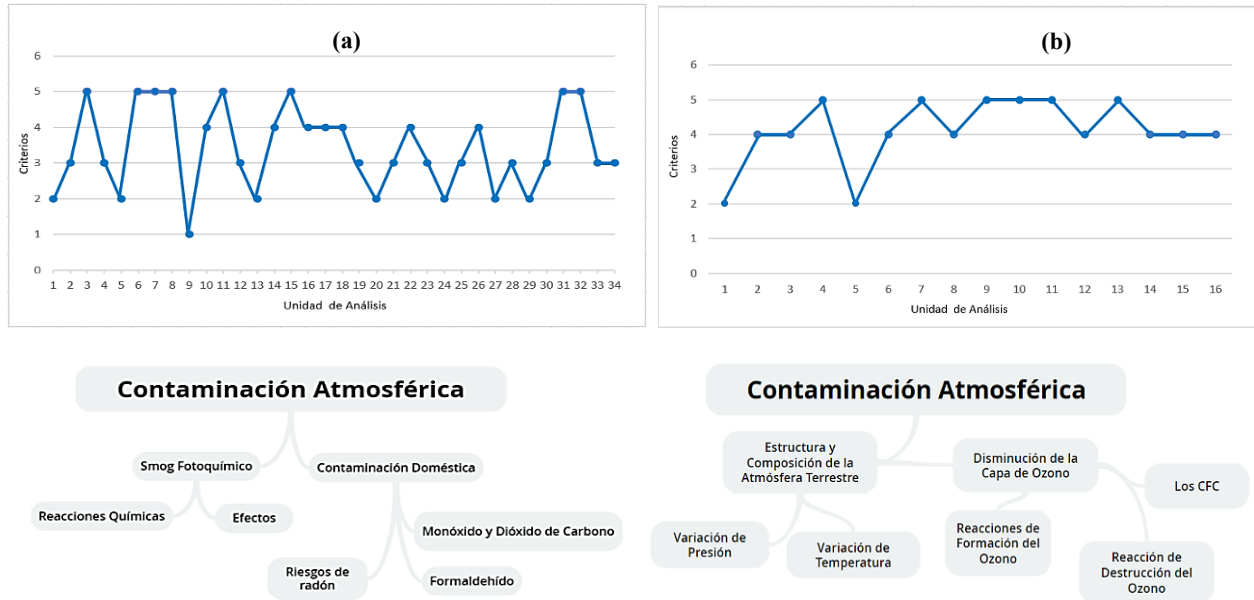 (a)
6
5
4
3
2
1
0
Criterios
1 2 3 4 5 6 7 8 9 10 11 12 13 14 15 16 17 18 19 20 21 22 23 24 25 26 27 28 29 30 31 32 33 34
Unidad de Análisis
(b)
6
5
4
3
2
1
0
Criterios
1 2 3 4 5 6 7 8 9 10 11 12 13 14 15 16
Unidad de Análisis
Contaminación Atmosférica
Smog Fotoquímico
Contaminación Doméstica
Reacciones Químicas
Efectos
Monóxido y Dióxido de Carbono
Riesgos de
radón
Formaldehído
Contaminación Atmosférica
Estructura y
Composición de la
Atmósfera Terrestre
Disminución de la
Capa de Ozono
Los CFC
Variación de
Presión
Variación de
Temperatura
Reacciones de
Formación del
Ozono
Reacción de
Destrucción del
Ozono